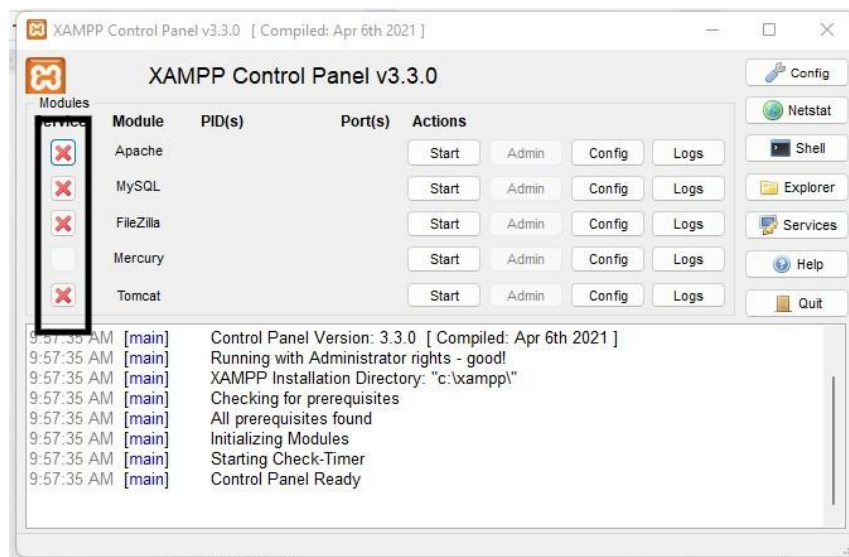 XAMPP Control Panel v3.3.0 [ Compiled: Apr 6th 2021 ]
XAMPP Control Panel v3.3.0
Config
Modules
Netstat
Service Module PID(s) Port(s) Actions
Apache Start Admin Config Logs
Shell
MySQL Start Admin Config Logs
Explorer
FileZilla Start Admin Config Logs
Services
Mercury Start Admin Config Logs
Help
Tomcat Start Admin Config Logs
Quit
9:57:35 AM [main] Control Panel Version: 3.3.0 [ Compiled: Apr 6th 2021 ]
9:57:35 AM [main] Running with Administrator rights - good!
9:57:35 AM [main] XAMPP Installation Directory: "c:\xampp\"
9:57:35 AM [main] Checking for prerequisites
9:57:35 AM [main] All prerequisites found
9:57:35 AM [main] Initializing Modules
9:57:35 AM [main] Starting Check-Timer
9:57:35 AM [main] Control Panel Ready